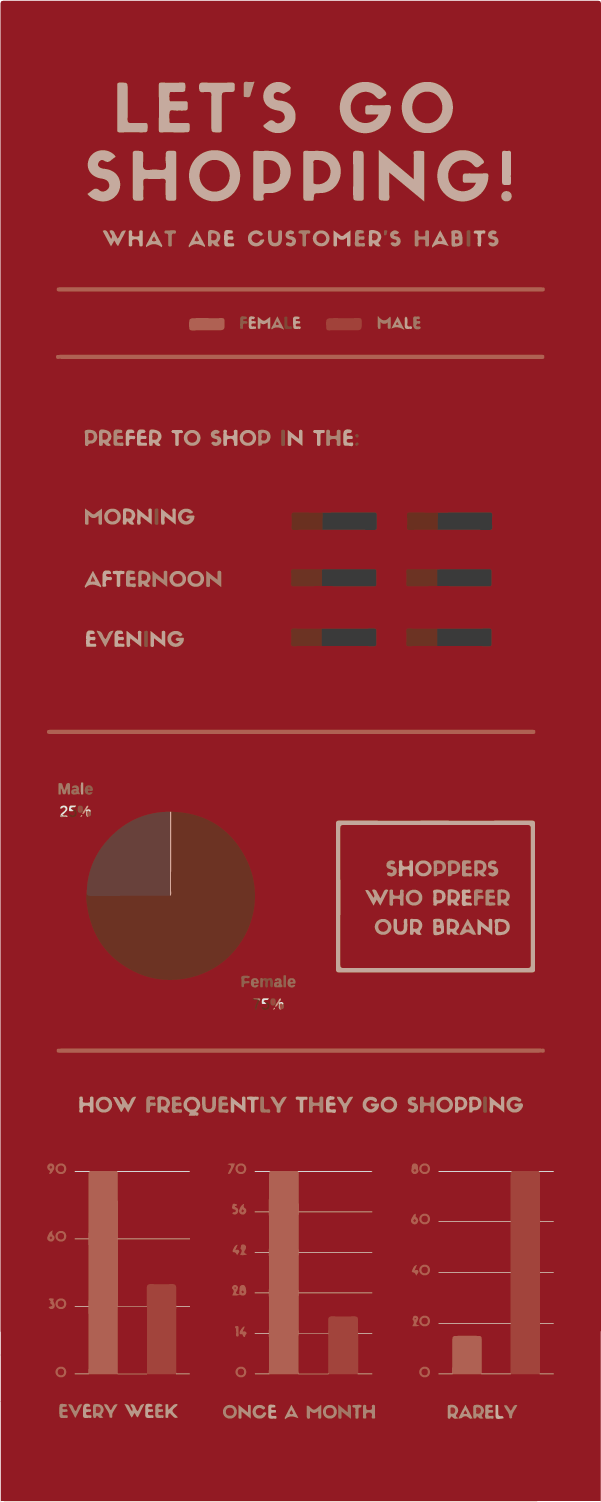 LET'S GO
SHOPPING!
WHAT ARE CUSTOMER'S HABITS
FEMALE MALE
PREFER TO SHOP IN THE:
MORNING
AFTERNOON
EVENING
Male
25%
SHOPPERS
WHO PREFER
OUR BRAND
Female
HOW FREQUENTLY THEY GO SHOPPING
90
60
30
0
EVERY WEEK
70
56
42
28
14
0
ONCE A MONTH
80
60
40
20
0
RARELY